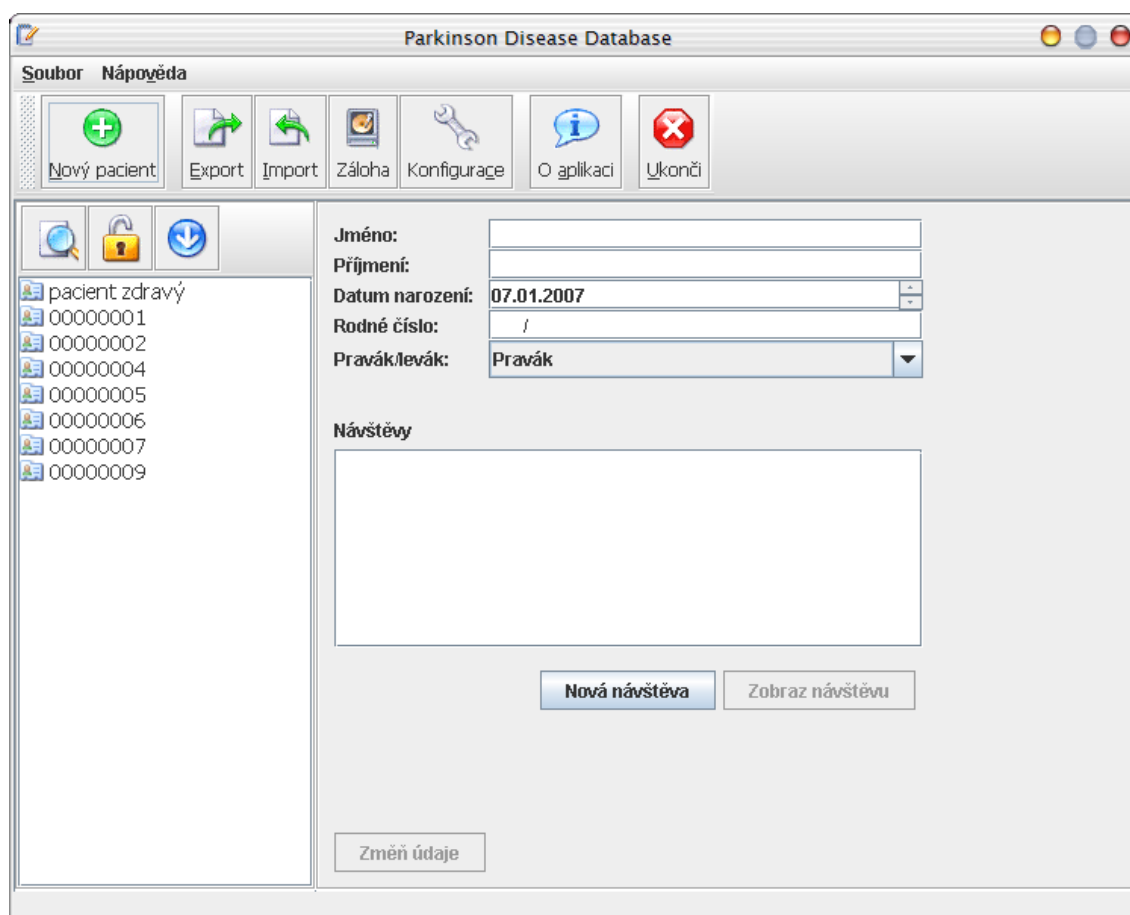 Parkinson Disease Database
Soubor Nápověda
Nový pacient Export Import Záloha Konfigurace O aplikaci Ukonči
pacient zdravý
00000001
00000002
00000004
00000005
00000006
00000007
00000009
Jméno:
Příjmení:
Datum narození: 07.01.2007
Rodné číslo: /
Pravák/levák: Pravák
Návštěvy
Nová návštěva Zobraz návštěvu
Změň údaje